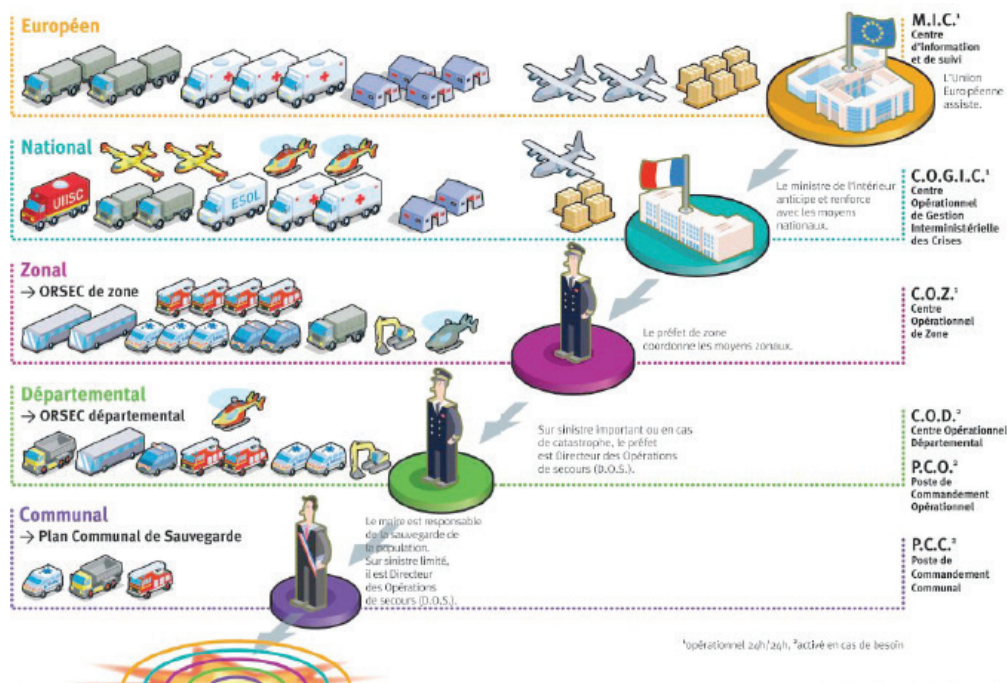 Européen
M.I.C.¹
Centre
d'information
et de suivi
L'Union
Européenne
assiste.
National
UIISC
ESOL
Le ministre de l'intérieur
anticipe et renforce
avec les moyens
nationaux.
C.O.G.I.C.¹
Centre
Opérationnel
de Gestion
Interministérielle
des Crises
Zonal
→ ORSEC de zone
Le préfet de zone
coordonne les moyens zonaux.
C.O.Z.¹
Centre
Opérationnel
de Zone
Départemental
→ ORSEC départemental
Sur sinistre important ou en cas
de catastrophe, le préfet
est Directeur des Opérations
de secours (D.O.S.).
C.O.D.²
Centre Opérationnel
Départemental
P.C.O.²
Poste de
Commandement
Opérationnel
Communal
→ Plan Communal de Sauvegarde
Le maire est responsable
de la sauvegarde de
la population.
Sur sinistre limité,
il est Directeur
des Opérations
de secours (D.O.S.).
P.C.C.²
Poste de
Commandement
Communal
¹opérationnel 24h/24h, ²activé en cas de besoin